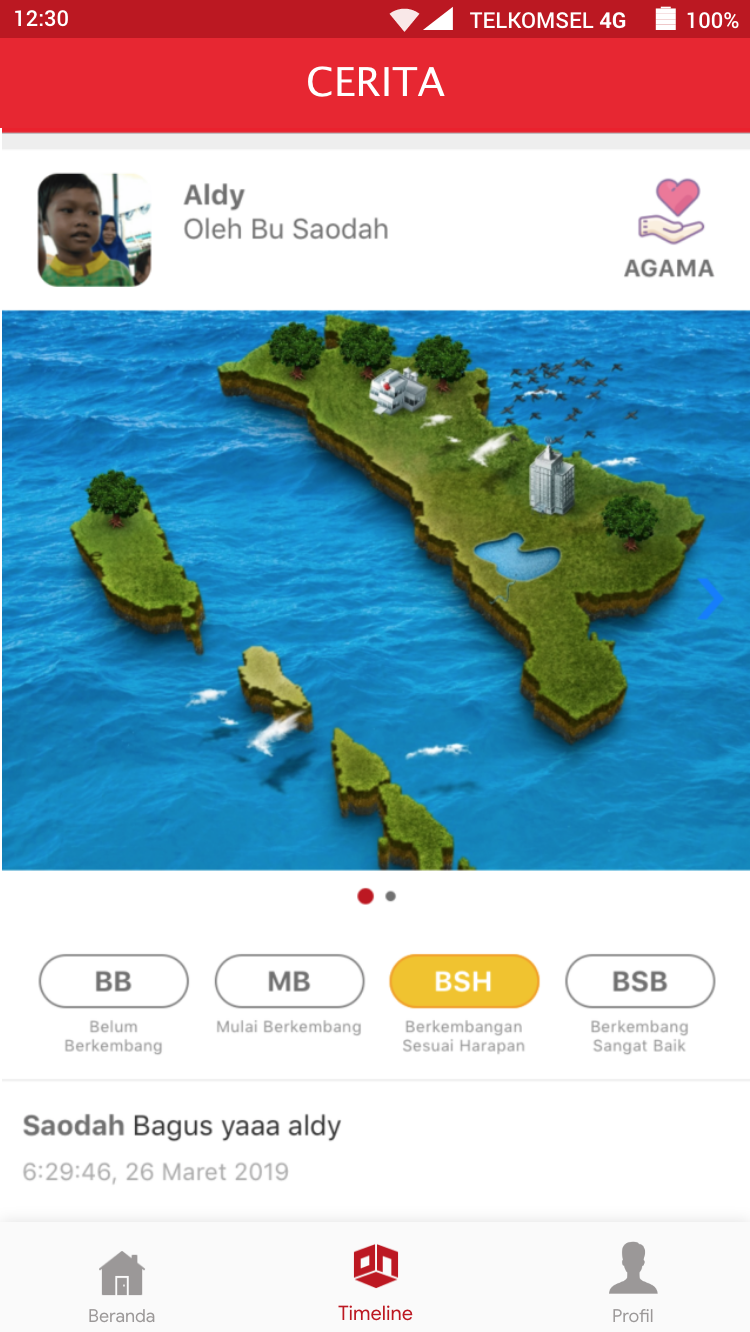 12:30 TELKOMSEL 4G 100%
CERITA
Aldy
Oleh Bu Saodah
AGAMA
BB MB BSH BSB
Belum Berkembang
Mulai Berkembang
Berkembangan Sesuai Harapan
Berkembang Sangat Baik
Saodah Bagus yaaa aldy
6:29:46, 26 Maret 2019
Beranda Timeline Profil